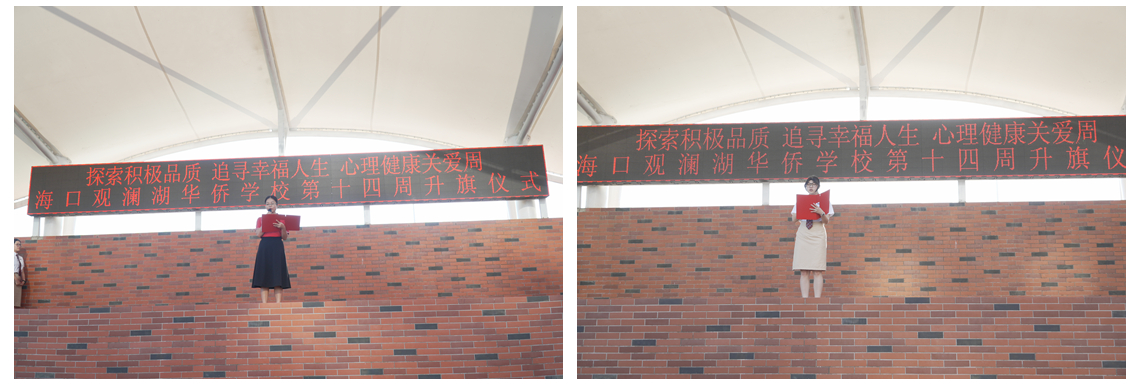 探索积极品质 追寻幸福人生 心理健康关爱周
海口观澜湖华侨学校第十四周升旗仪式
探索积极品质 追寻幸福人生 心理健康关爱周
海口观澜湖华侨学校第十四周升旗仪